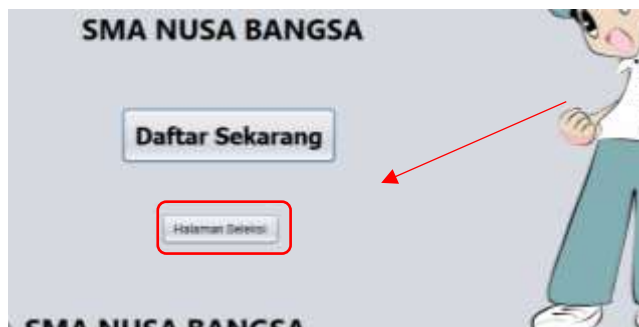 SMA NUSA BANGSA
Daftar Sekarang
Halaman Seleksi
SMA NUSA BANGSA